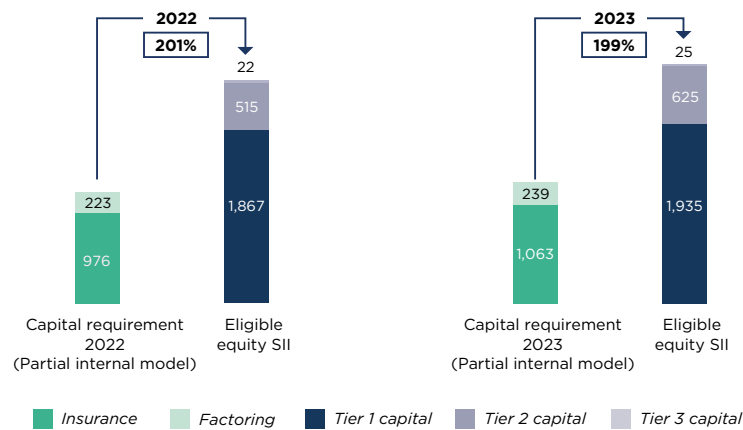 2022
201%
22
515
1,867
223
976
Capital requirement
2022
(Partial internal model)
Eligible
equity SII
2023
199%
25
625
1,935
239
1,063
Capital requirement
2023
(Partial internal model)
Eligible
equity SII
Insurance
Factoring
Tier 1 capital
Tier 2 capital
Tier 3 capital